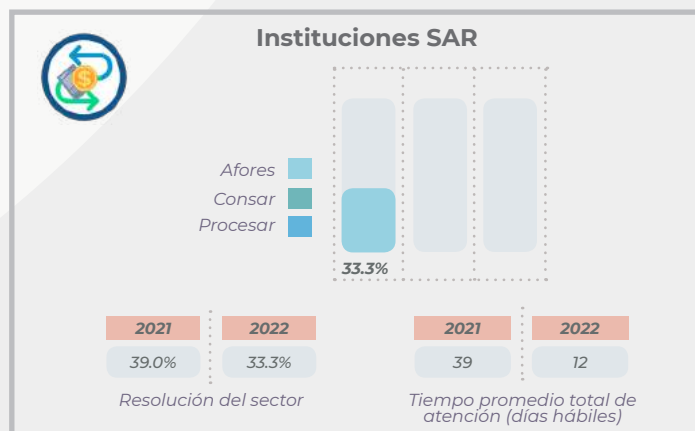 Instituciones SAR
Afores
Consar
Procesar
33.3%
2021 2022
39.0% 33.3%
Resolución del sector
2021 2022
39 12
Tiempo promedio total de
atención (días hábiles)